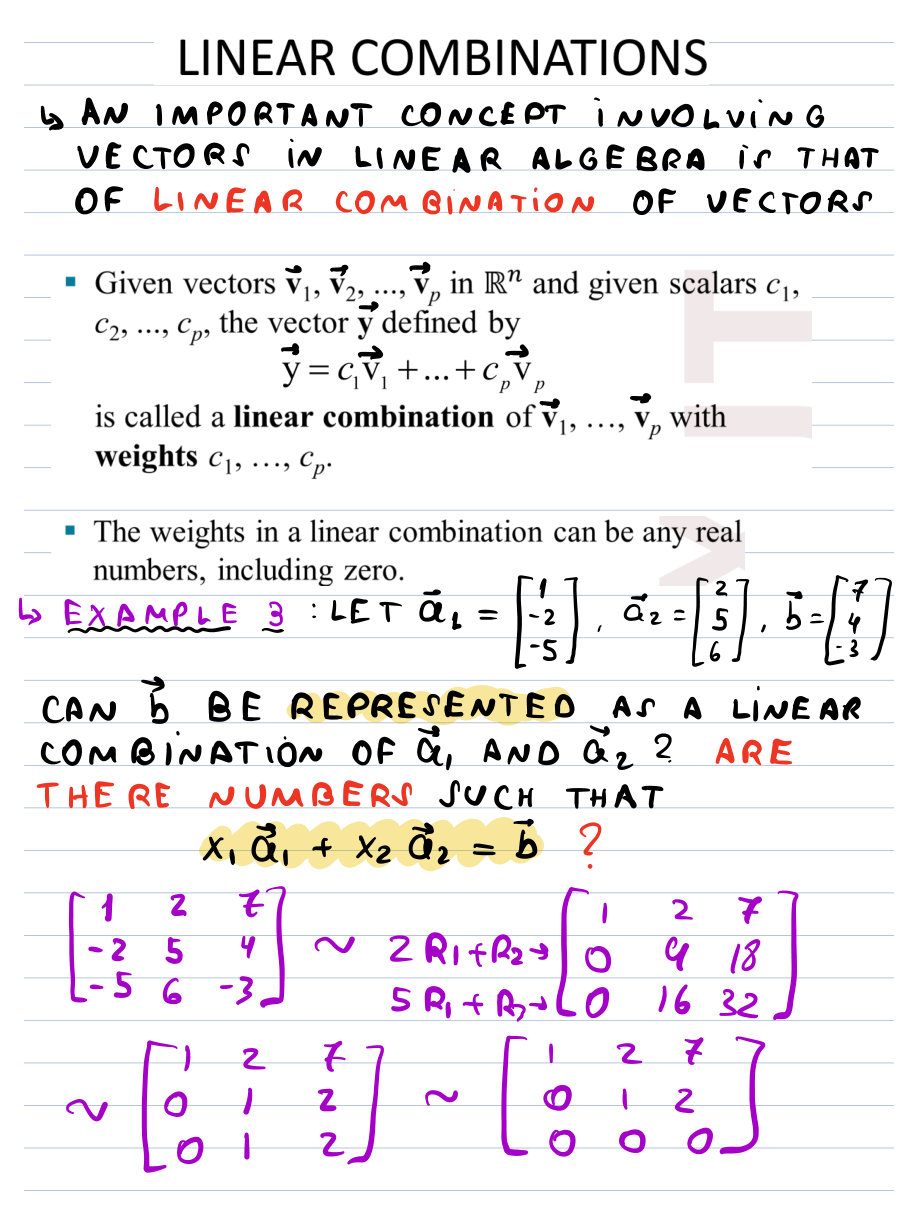 LINEAR COMBINATIONS
↳ AN IMPORTANT CONCEPT INVOLVING
VECTORS IN LINEAR ALGEBRA IS THAT
OF LINEAR COMBINATION OF VECTORS
▪ Given vectors v⃗₁, v⃗₂, ..., v⃗ₚ in ℝⁿ and given scalars c₁,
c₂, ..., cₚ, the vector y⃗ defined by
y⃗ = c₁v⃗₁ + ... + cₚv⃗ₚ
is called a linear combination of v⃗₁, …, v⃗ₚ with
weights c₁, …, cₚ.
▪ The weights in a linear combination can be any real
numbers, including zero.
↳ EXAMPLE 3 : LET a⃗₁ = [1 -2 -5], a⃗₂ = [2 5 6], b⃗ = [7 4 -3]
CAN b⃗ BE REPRESENTED AS A LINEAR
COMBINATION OF a⃗₁ AND a⃗₂ ? ARE
THERE NUMBERS SUCH THAT
x₁a⃗₁ + x₂a⃗₂ = b⃗ ?
[1 2 7 1 2 7
-2 5 4 ~ 2R₁+R₂→ 0 9 18
-5 6 -3] 5R₁+R₃→ 0 16 32]
[1 2 7 1 2 7
~ 0 1 2 ~ 0 1 2
0 1 2] 0 0 0]